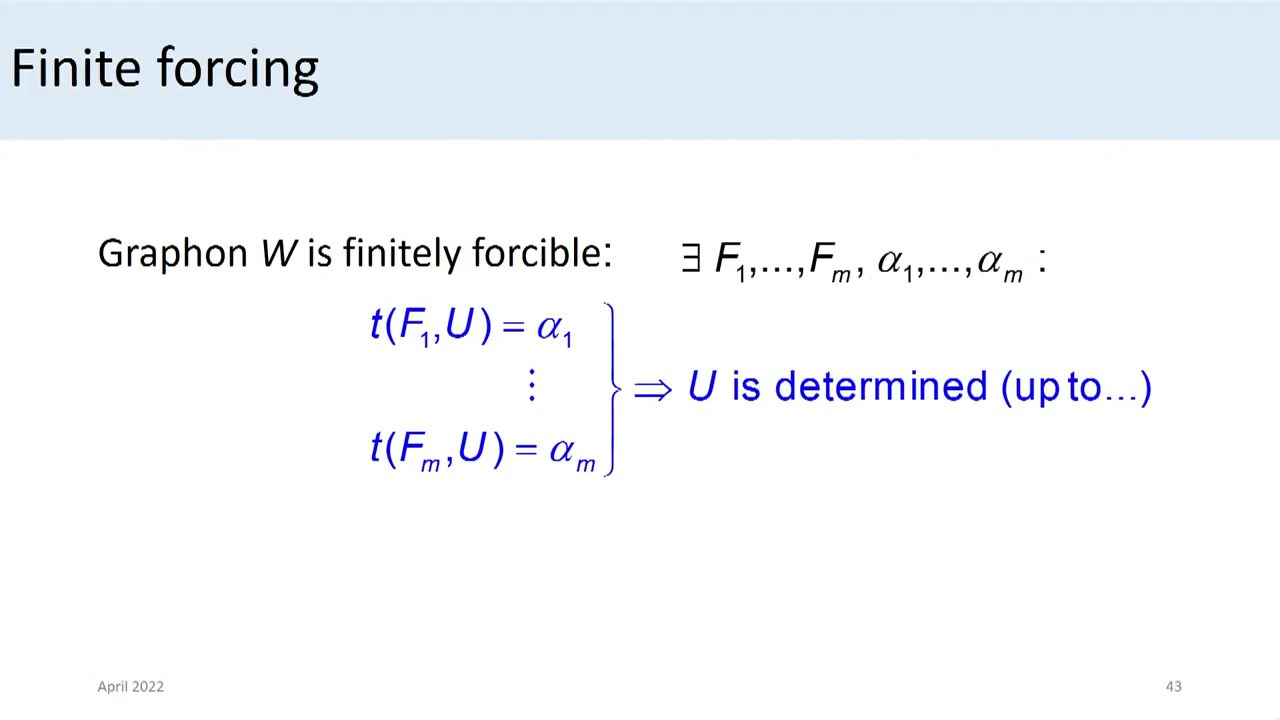 Finite forcing
Graphon W is finitely forcible: ∃ F₁,...,Fₘ, α₁,...,αₘ :
t(F₁,U) = α₁
⋮
⇒ U is determined (up to...)
t(Fₘ,U) = αₘ
April 2022
43